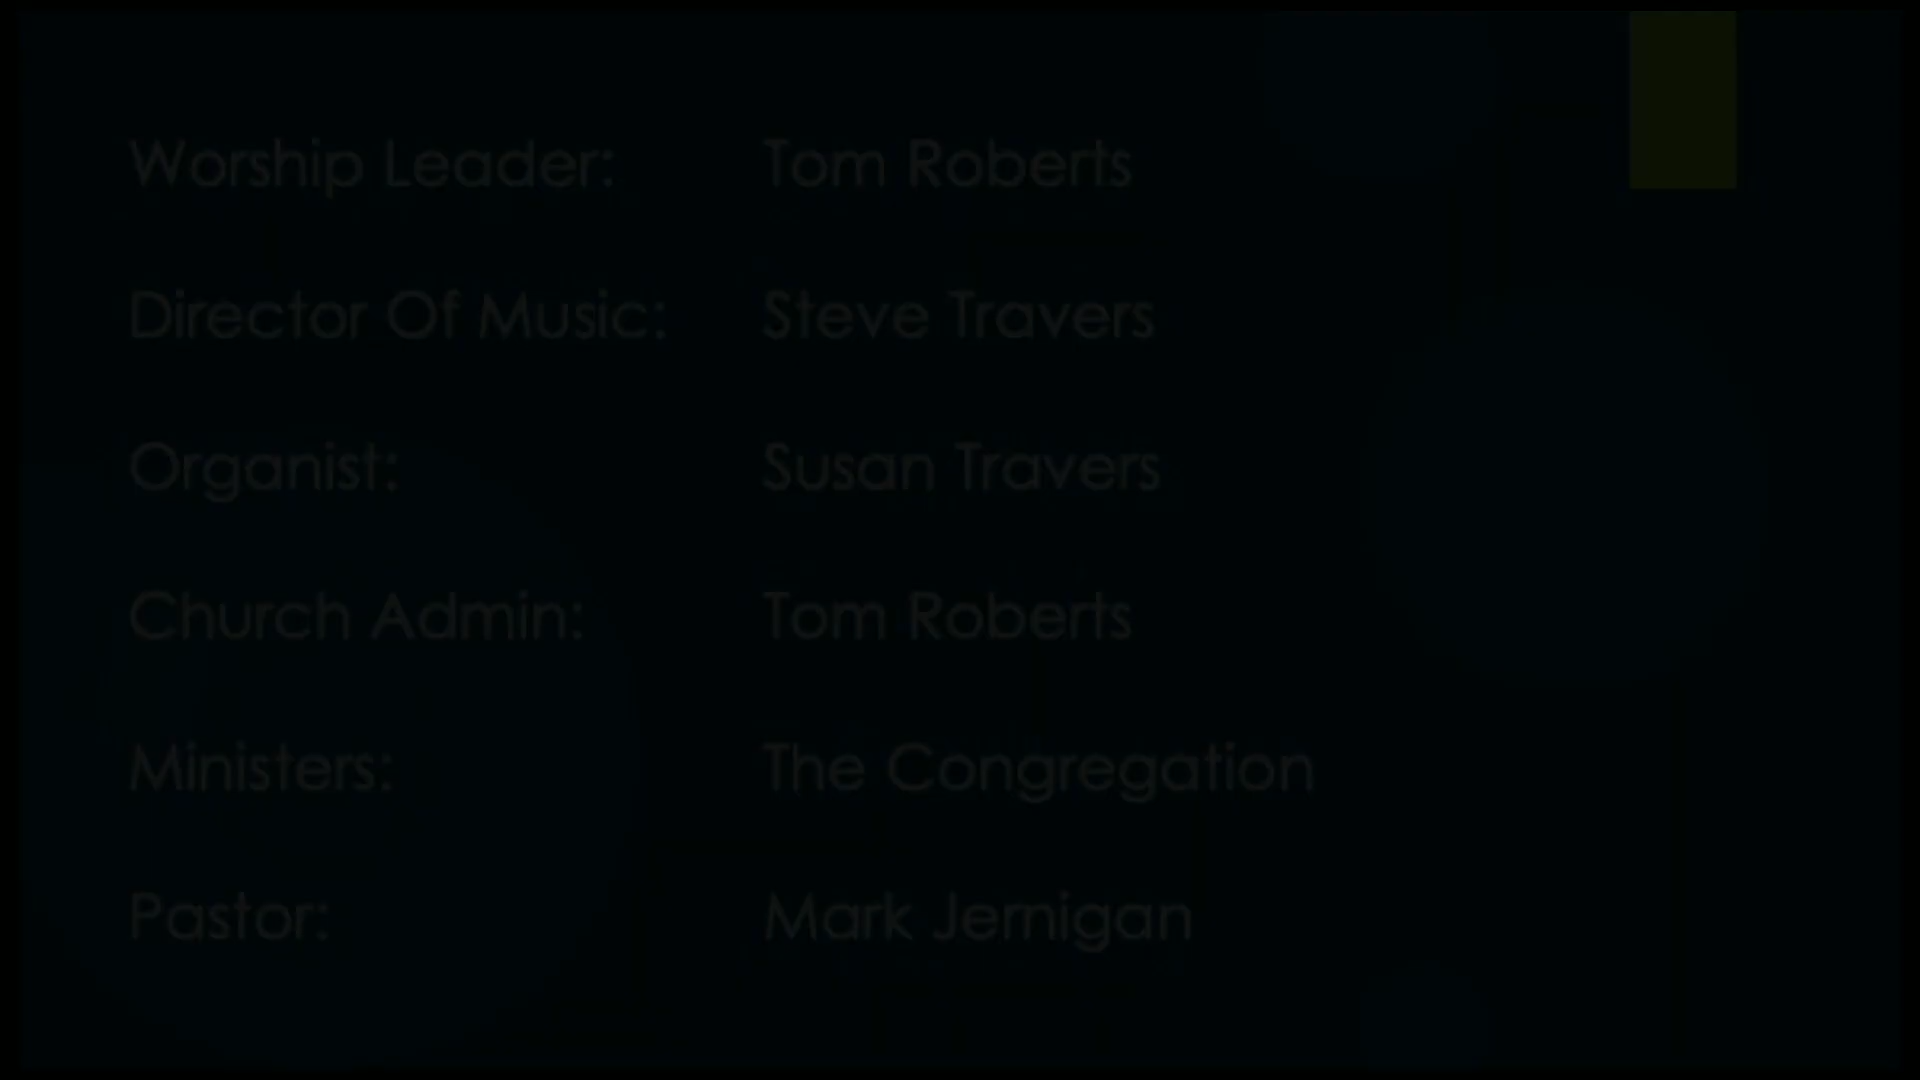 Worship Leader: Tom Roberts
Director Of Music: Steve Travers
Organist: Susan Travers
Church Admin: Tom Roberts
Ministers: The Congregation
Pastor: Mark Jernigan